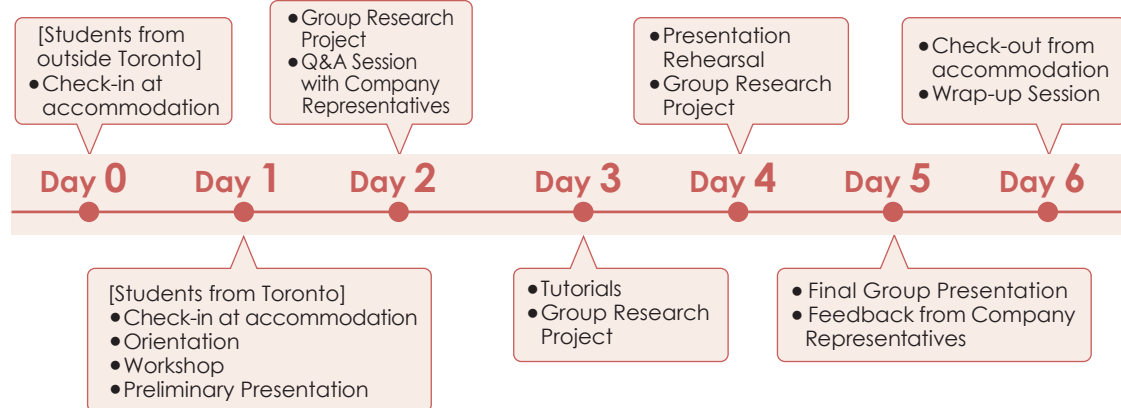 [Students from
outside Toronto]
●Check-in at
accommodation
●Group Research
Project
●Q&A Session
with Company
Representatives
●Presentation
Rehearsal
●Group Research
Project
●Check-out from
accommodation
●Wrap-up Session
Day 0 Day 1 Day 2 Day 3 Day 4 Day 5 Day 6
[Students from Toronto]
●Check-in at accommodation
●Orientation
●Workshop
●Preliminary Presentation
●Tutorials
●Group Research
Project
●Final Group Presentation
●Feedback from Company
Representatives